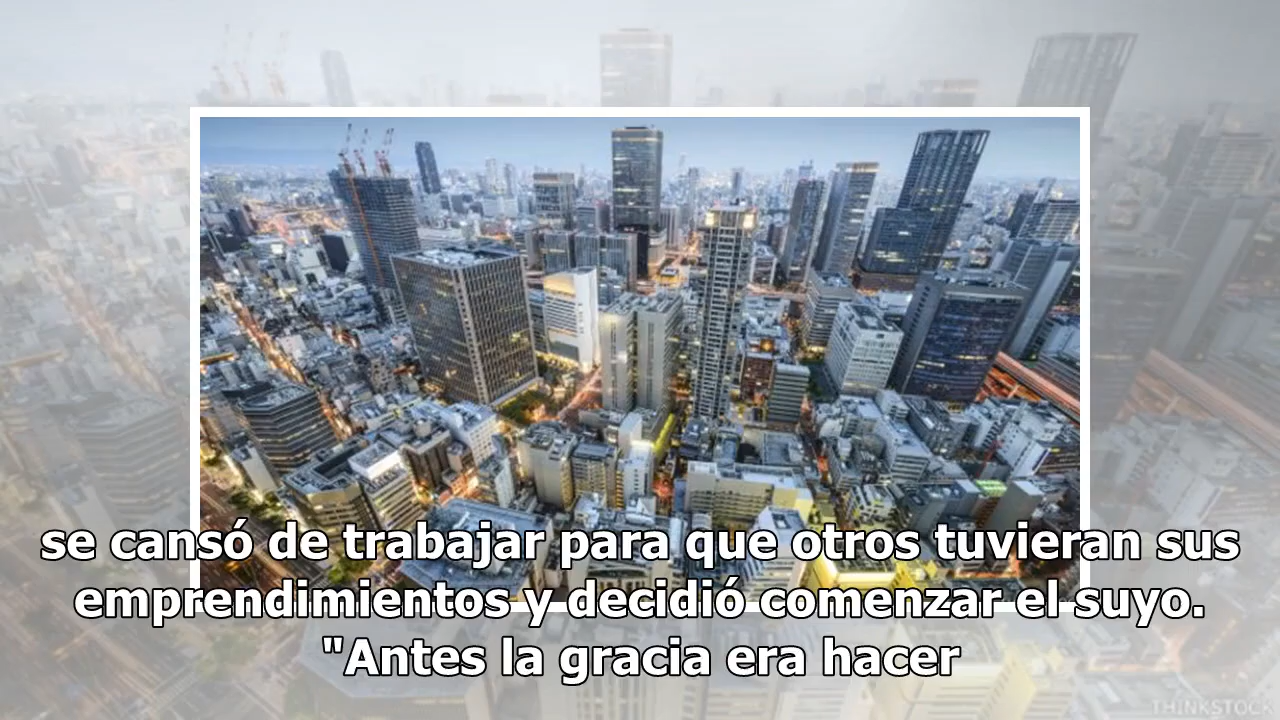 se cansó de trabajar para que otros tuvieran sus
emprendimientos y decidió comenzar el suyo.
"Antes la gracia era hacer
THINKSTOCK